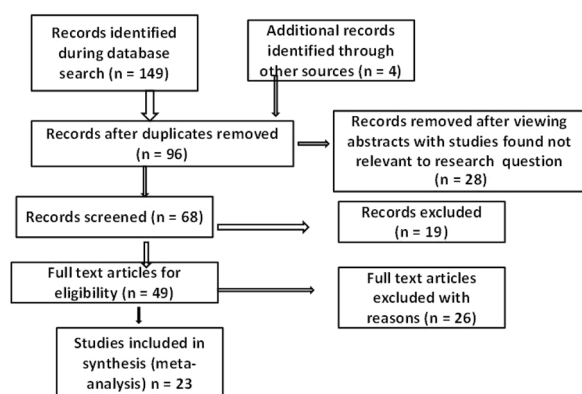 Records identified
during database
search (n = 149)
Additional records
identified through
other sources (n = 4)
Records after duplicates removed
(n = 96)
Records removed after viewing
abstracts with studies found not
relevant to research question
(n = 28)
Records screened (n = 68)
Records excluded
(n = 19)
Full text articles for
eligibility (n = 49)
Full text articles
excluded with
reasons (n = 26)
Studies included in
synthesis (meta-
analysis) n = 23